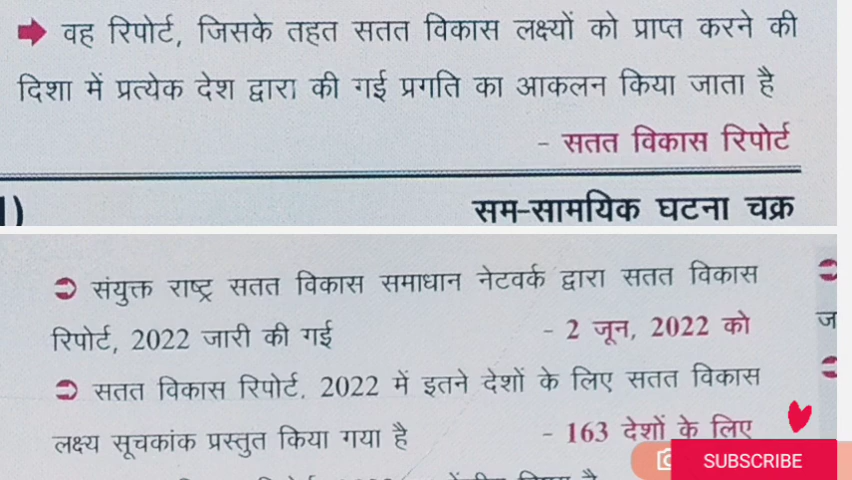 वह रिपोर्ट, जिसके तहत सतत विकास लक्ष्यों को प्राप्त करने की
दिशा में प्रत्येक देश द्वारा की गई प्रगति का आकलन किया जाता है
- सतत विकास रिपोर्ट
सम-सामयिक घटना चक्र
संयुक्त राष्ट्र सतत विकास समाधान नेटवर्क द्वारा सतत विकास
रिपोर्ट, 2022 जारी की गई - 2 जून, 2022 को
सतत विकास रिपोर्ट, 2022 में इतने देशों के लिए सतत विकास
लक्ष्य सूचकांक प्रस्तुत किया गया है - 163 देशों के लिए
SUBSCRIBE